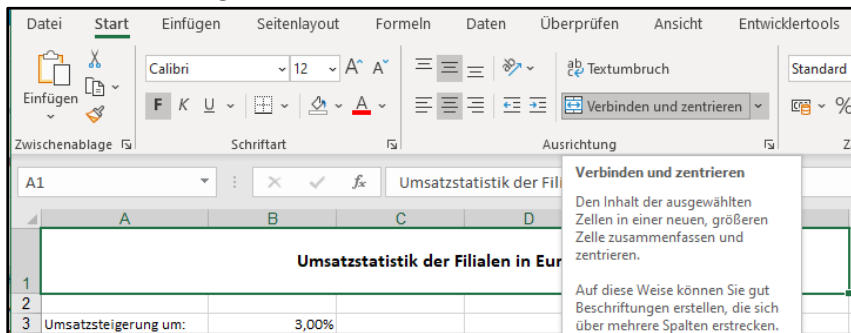 Datei Start Einfügen Seitenlayout Formeln Daten Überprüfen Ansicht Entwicklertools
Einfügen
Calibri 12 A^ A˅ Textumbruch Standard
F K U A Verbinden und zentrieren %
Zwischenablage Schriftart Ausrichtung Z
A1 fx Umsatzstatistik der Fili
Verbinden und zentrieren
Den Inhalt der ausgewählten
Zellen in einer neuen, größeren
Zelle zusammenfassen und
zentrieren.
Auf diese Weise können Sie gut
Beschriftungen erstellen, die sich
über mehrere Spalten erstrecken.
A B C D
1 Umsatzstatistik der Filialen in Eur
2
3 Umsatzsteigerung um: 3,00%